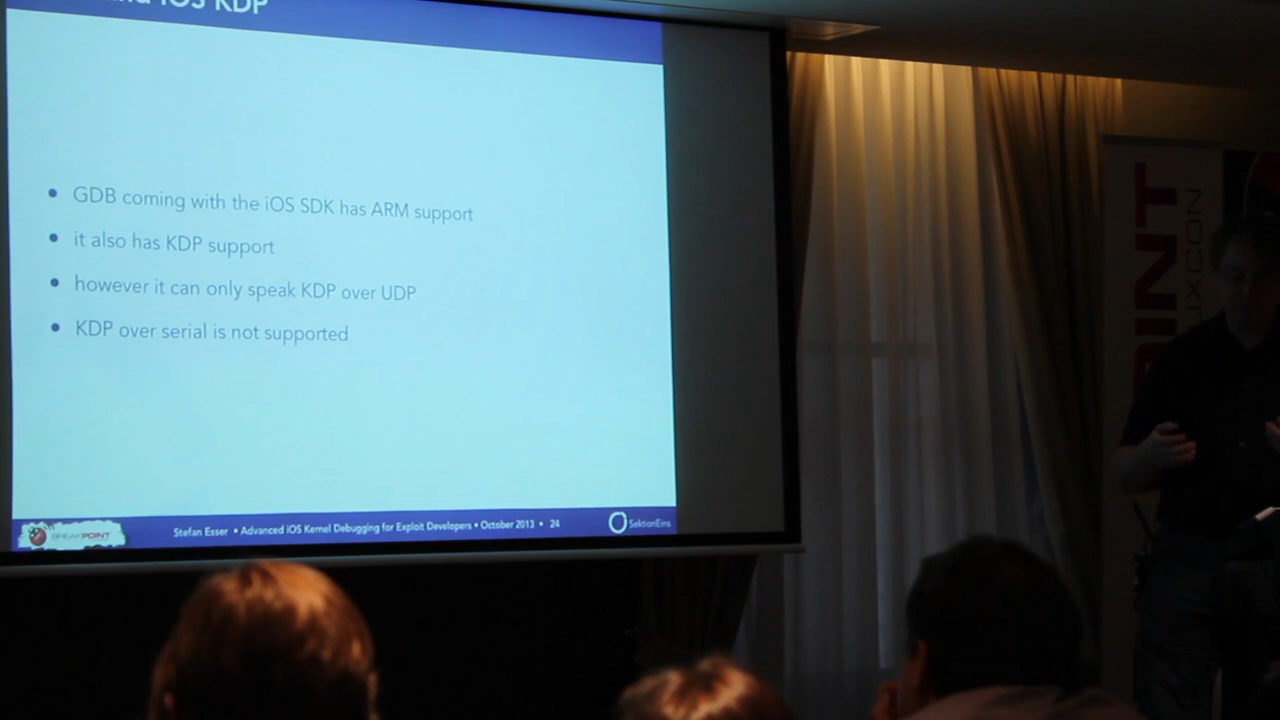 iOS KDP
• GDB coming with the iOS SDK has ARM support
• it also has KDP support
• however it can only speak KDP over UDP
• KDP over serial is not supported
BREAKPOINT
Stefan Esser • Advanced iOS Kernel Debugging for Exploit Developers • October 2013 • 24
SektionEins
OINT
UXCON